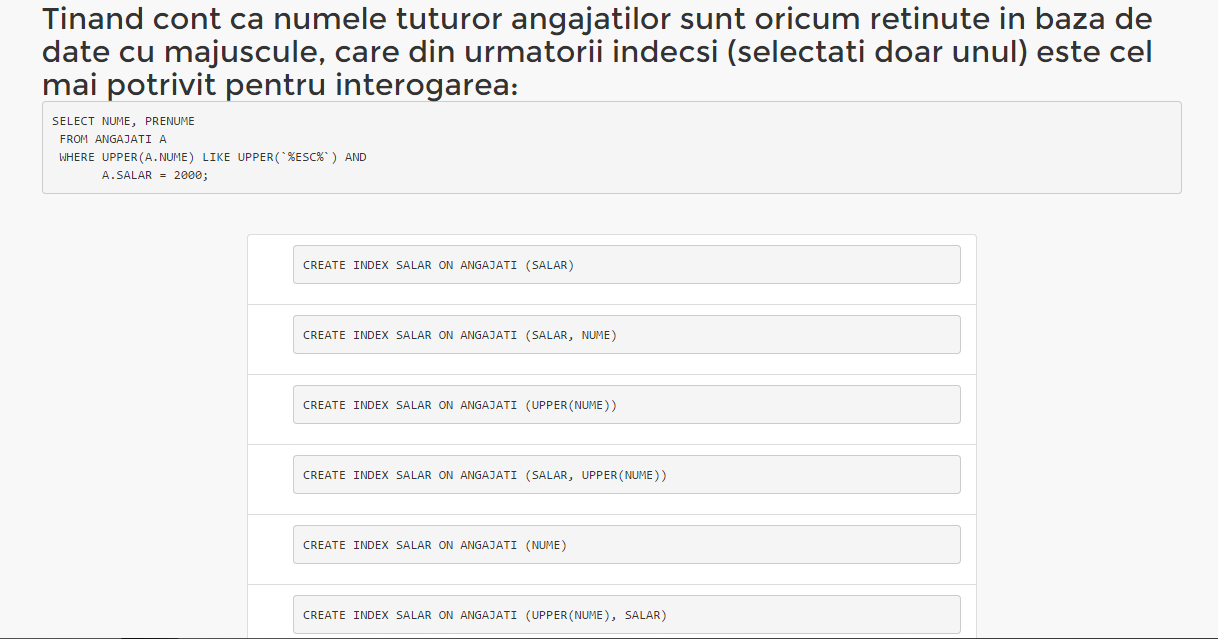 Tinand cont ca numele tuturor angajatilor sunt oricum retinute in baza de
date cu majuscule, care din urmatorii indecsi (selectati doar unul) este cel
mai potrivit pentru interogarea:
SELECT NUME, PRENUME
FROM ANGAJATI A
WHERE UPPER(A.NUME) LIKE UPPER(`%ESC%`) AND
A.SALAR = 2000;
CREATE INDEX SALAR ON ANGAJATI (SALAR)
CREATE INDEX SALAR ON ANGAJATI (SALAR, NUME)
CREATE INDEX SALAR ON ANGAJATI (UPPER(NUME))
CREATE INDEX SALAR ON ANGAJATI (SALAR, UPPER(NUME))
CREATE INDEX SALAR ON ANGAJATI (NUME)
CREATE INDEX SALAR ON ANGAJATI (UPPER(NUME), SALAR)